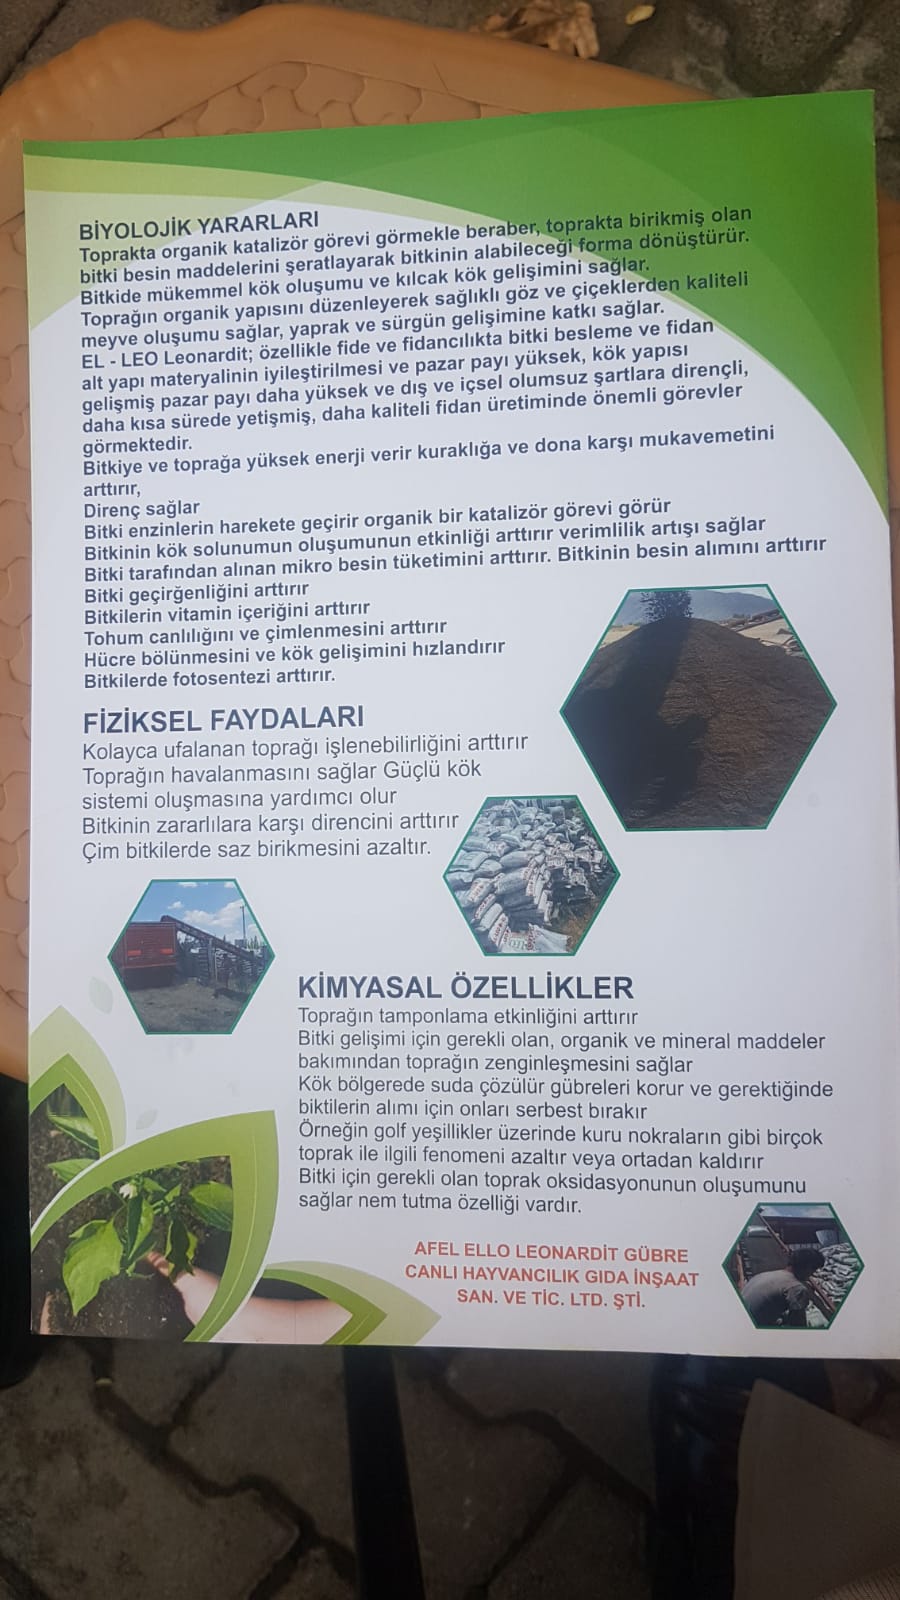 BİYOLOJİK YARARLARI
Toprakta organik katalizör görevi görmekle beraber, toprakta birikmiş olan
bitki besin maddelerini şeratlayarak bitkinin alabileceği forma dönüştürür.
Bitkide mükemmel kök oluşumu ve kılcak kök gelişimini sağlar.
Toprağın organik yapısını düzenleyerek sağlıklı göz ve çiçeklerden kaliteli
meyve oluşumu sağlar, yaprak ve sürgün gelişimine katkı sağlar.
EL - LEO Leonardit; özellikle fide ve fidancılıkta bitki besleme ve fidan
alt yapı materyalinin iyileştirilmesi ve pazar payı yüksek, kök yapısı
gelişmiş pazar payı daha yüksek ve dış ve içsel olumsuz şartlara dirençli,
daha kısa sürede yetişmiş, daha kaliteli fidan üretiminde önemli görevler
görmektedir.
Bitkiye ve toprağa yüksek enerji verir kuraklığa ve dona karşı mukavemetini
arttırır,
Direnç sağlar
Bitki enzinlerin harekete geçirir organik bir katalizör görevi görür
Bitkinin kök solunumun oluşumunun etkinliği arttırır verimlilik artışı sağlar
Bitki tarafından alınan mikro besin tüketimini arttırır. Bitkinin besin alımını arttırır
Bitki geçirğenliğini arttırır
Bitkilerin vitamin içeriğini arttırır
Tohum canlılığını ve çimlenmesini arttırır
Hücre bölünmesini ve kök gelişimini hızlandırır
Bitkilerde fotosentezi arttırır.
FİZİKSEL FAYDALARI
Kolayca ufalanan toprağı işlenebilirliğini arttırır
Toprağın havalanmasını sağlar Güçlü kök
sistemi oluşmasına yardımcı olur
Bitkinin zararlılara karşı direncini arttırır
Çim bitkilerde saz birikmesini azaltır.
KİMYASAL ÖZELLİKLER
Toprağın tamponlama etkinliğini arttırır
Bitki gelişimi için gerekli olan, organik ve mineral maddeler
bakımından toprağın zenginleşmesini sağlar
Kök bölgerede suda çözülür gübreleri korur ve gerektiğinde
biktilerin alımı için onları serbest bırakır
Örneğin golf yeşillikler üzerinde kuru nokraların gibi birçok
toprak ile ilgili fenomeni azaltır veya ortadan kaldırır
Bitki için gerekli olan toprak oksidasyonunun oluşumunu
sağlar nem tutma özelliği vardır.
AFEL ELLO LEONARDİT GÜBRE
CANLI HAYVANCILIK GIDA İNŞAAT
SAN. VE TİC. LTD. ŞTİ.